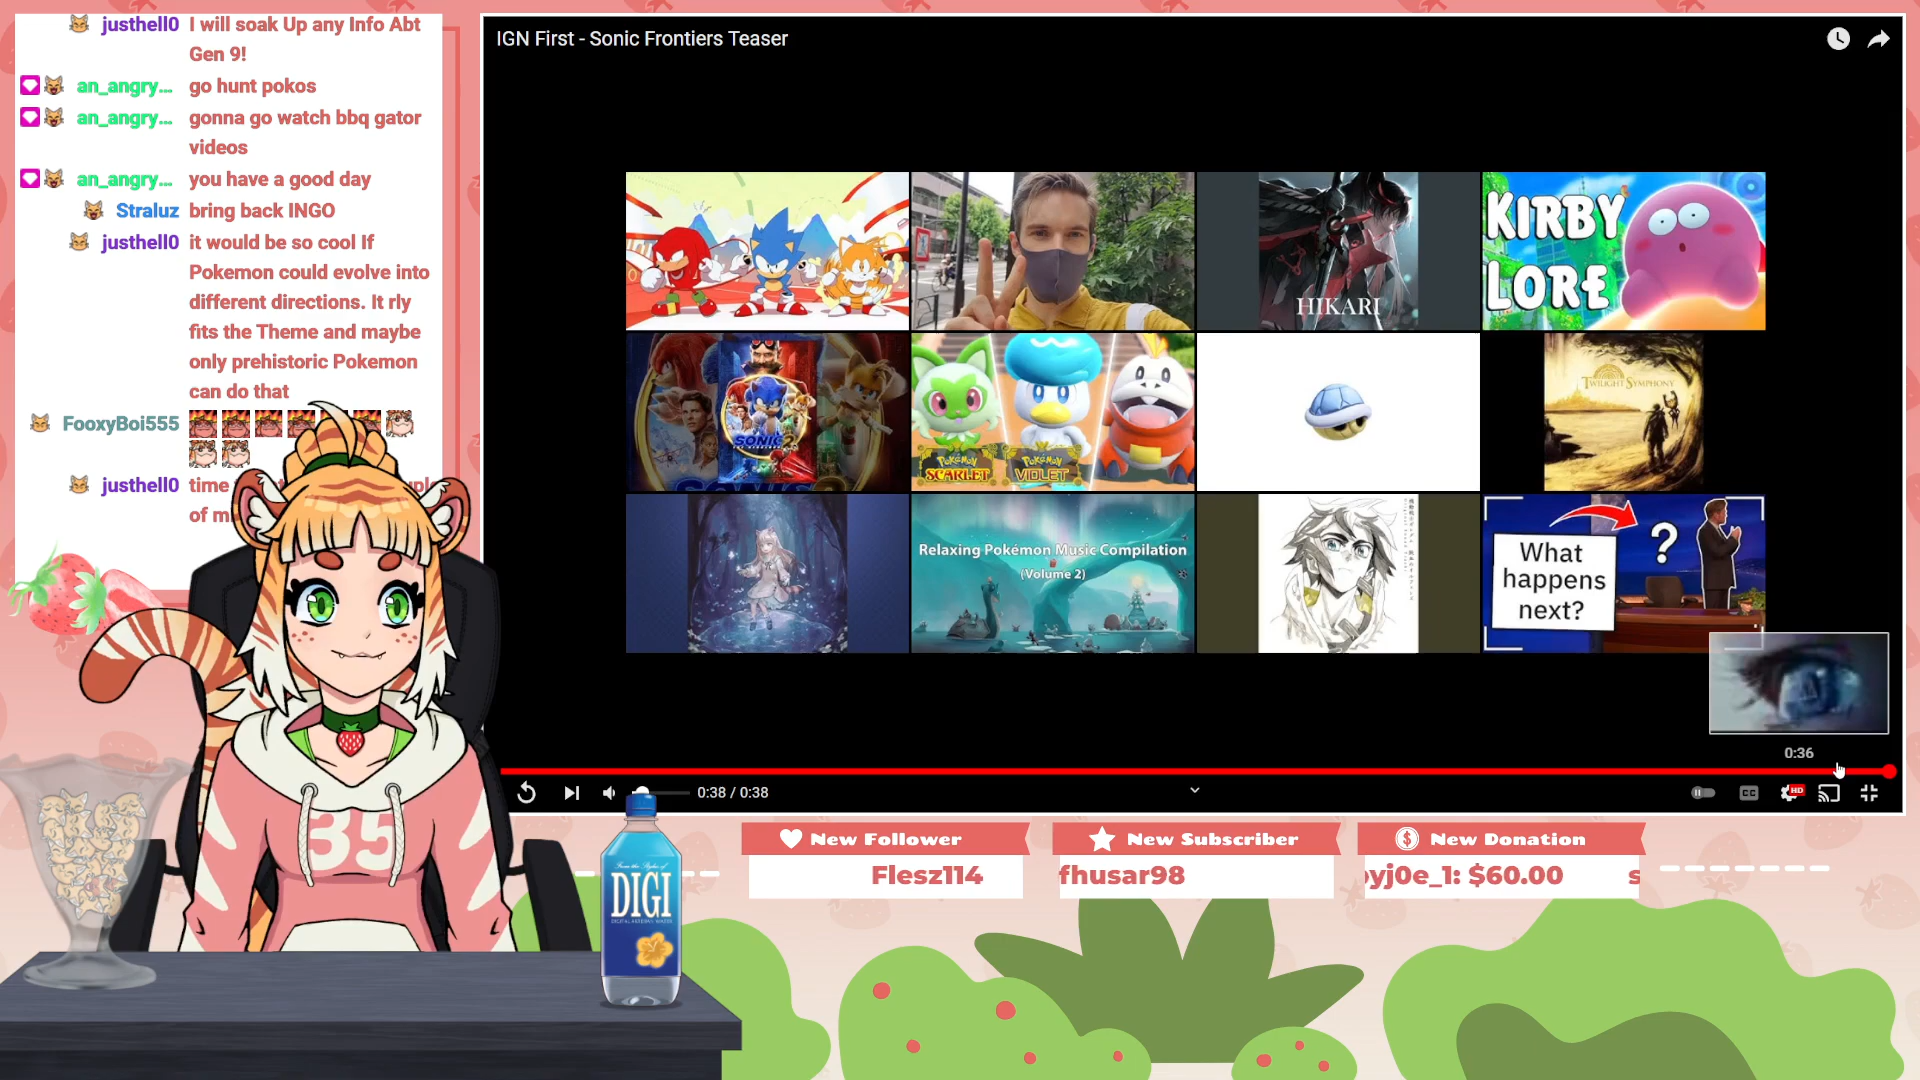 justhell0 I will soak Up any Info Abt
Gen 9!
an_angry... go hunt pokos
an_angry... gonna go watch bbq gator
videos
an_angry... you have a good day
Straluz bring back INGO
justhell0 it would be so cool If
Pokemon could evolve into
different directions. It rly
fits the Theme and maybe
only prehistoric Pokemon
can do that
FooxyBoi555
justhell0 time
of
IGN First - Sonic Frontiers Teaser
HIKARI
KIRBY
LORE
SONIC
POKéMON
SCARLET
POKéMON
VIOLET
TWILIGHT SYMPHONY
Relaxing Pokémon Music Compilation
(Volume 2)
What
happens
next?
?
0:36
0:38 / 0:38
CC
HD
35
DIGI
New Follower
Flesz114
New Subscriber
fhusar98
New Donation
yj0e_1: $60.00